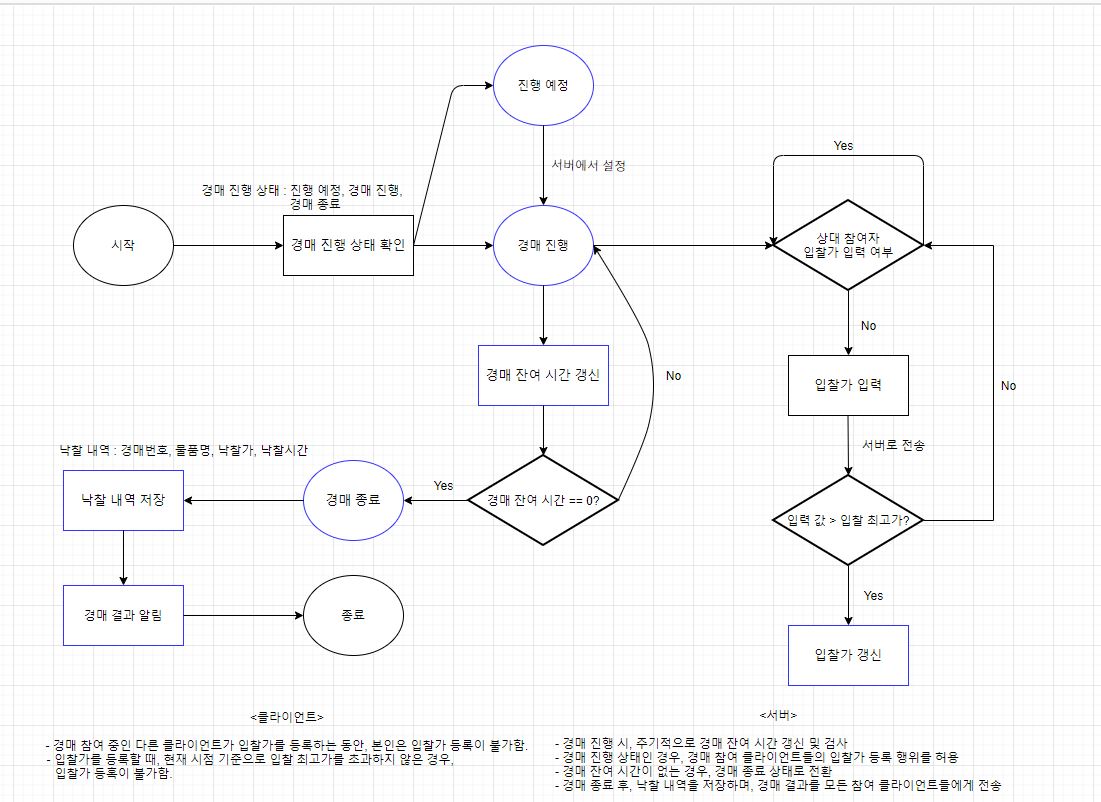 진행 예정
서버에서 설정
Yes
경매 진행 상태 : 진행 예정, 경매 진행,
경매 종료
시작
경매 진행 상태 확인
경매 진행
상대 참여자
입찰가 입력 여부
No
경매 잔여 시간 갱신
No
입찰가 입력
No
서버로 전송
낙찰 내역 : 경매번호, 물품명, 낙찰가, 낙찰시간
낙찰 내역 저장
경매 종료
Yes
경매 잔여 시간 == 0?
입력 값 > 입찰 최고가?
Yes
경매 결과 알림
종료
입찰가 갱신
<클라이언트>
- 경매 참여 중인 다른 클라이언트가 입찰가를 등록하는 동안, 본인은 입찰가 등록이 불가함.
- 입찰가를 등록할 때, 현재 시점 기준으로 입찰 최고가를 초과하지 않은 경우,
입찰가 등록이 불가함.
<서버>
- 경매 진행 시, 주기적으로 경매 잔여 시간 갱신 및 검사
- 경매 진행 상태인 경우, 경매 참여 클라이언트들의 입찰가 등록 행위를 허용
- 경매 잔여 시간이 없는 경우, 경매 종료 상태로 전환
- 경매 종료 후, 낙찰 내역을 저장하며, 경매 결과를 모든 참여 클라이언트들에게 전송